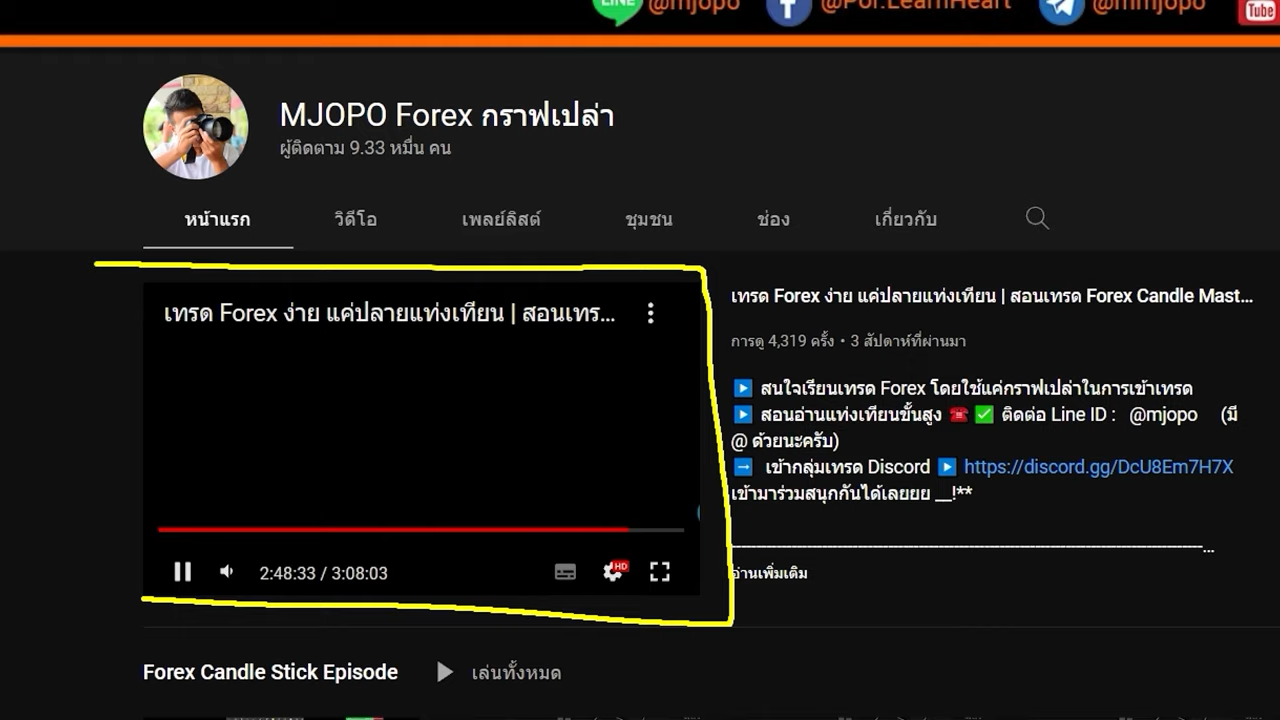 LINE @mjopo @Por.LearnHeart @mmjopo Tube
MJOPO Forex กราฟเปล่า
ผู้ติดตาม 9.33 หมื่น คน
หน้าแรก วิดีโอ เพลย์ลิสต์ ชุมชน ช่อง เกี่ยวกับ
เทรด Forex ง่าย แค่ปลายแท่งเทียน | สอนเทร...
2:48:33 / 3:08:03
HD
เทรด Forex ง่าย แค่ปลายแท่งเทียน | สอนเทรด Forex Candle Mast...
การดู 4,319 ครั้ง • 3 สัปดาห์ที่ผ่านมา
▶ สนใจเรียนเทรด Forex โดยใช้แค่กราฟเปล่าในการเข้าเทรด
▶ สอนอ่านแท่งเทียนขั้นสูง ☎ ✅ ติดต่อ Line ID : @mjopo (มี
@ ด้วยนะครับ)
➡ เข้ากลุ่มเทรด Discord ▶ https://discord.gg/DcU8Em7H7X
เข้ามาร่วมสนุกกันได้เลยยย __!**
อ่านเพิ่มเติม
Forex Candle Stick Episode ▶ เล่นทั้งหมด